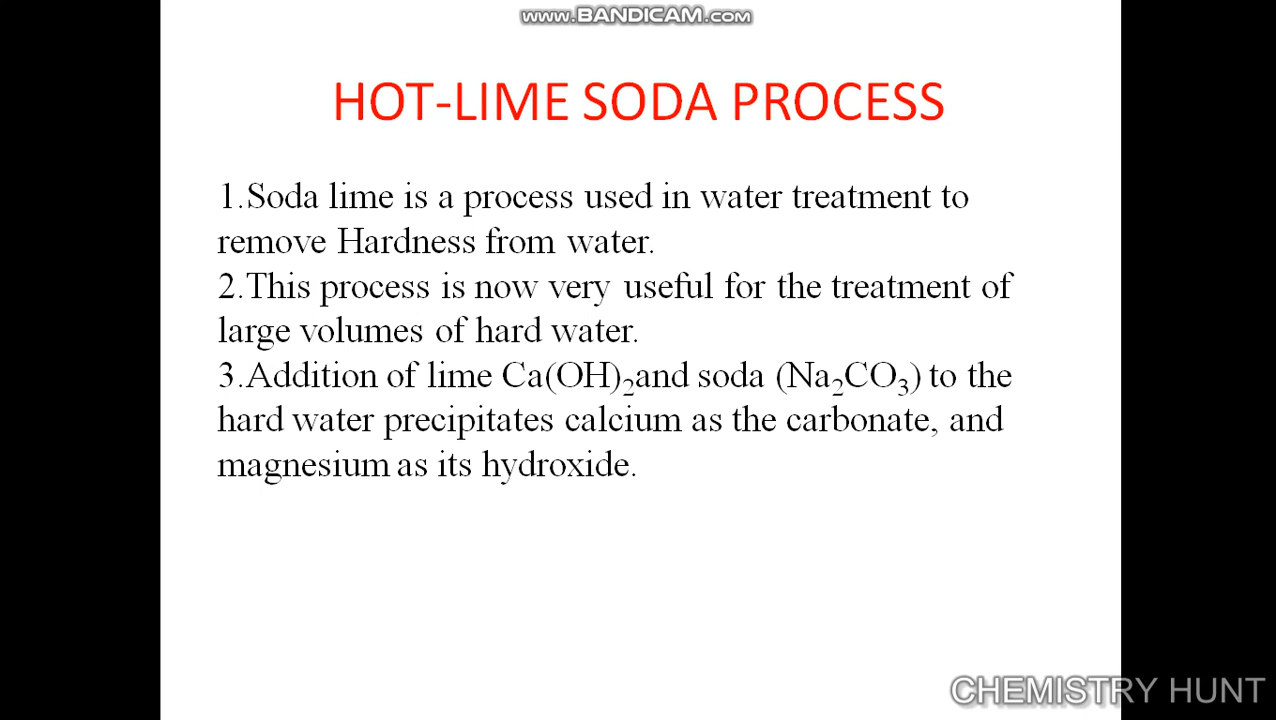 www.BANDICAM.com
HOT-LIME SODA PROCESS
1.Soda lime is a process used in water treatment to
remove Hardness from water.
2.This process is now very useful for the treatment of
large volumes of hard water.
3.Addition of lime Ca(OH)₂and soda (Na₂CO₃) to the
hard water precipitates calcium as the carbonate, and
magnesium as its hydroxide.
CHEMISTRY HUNT